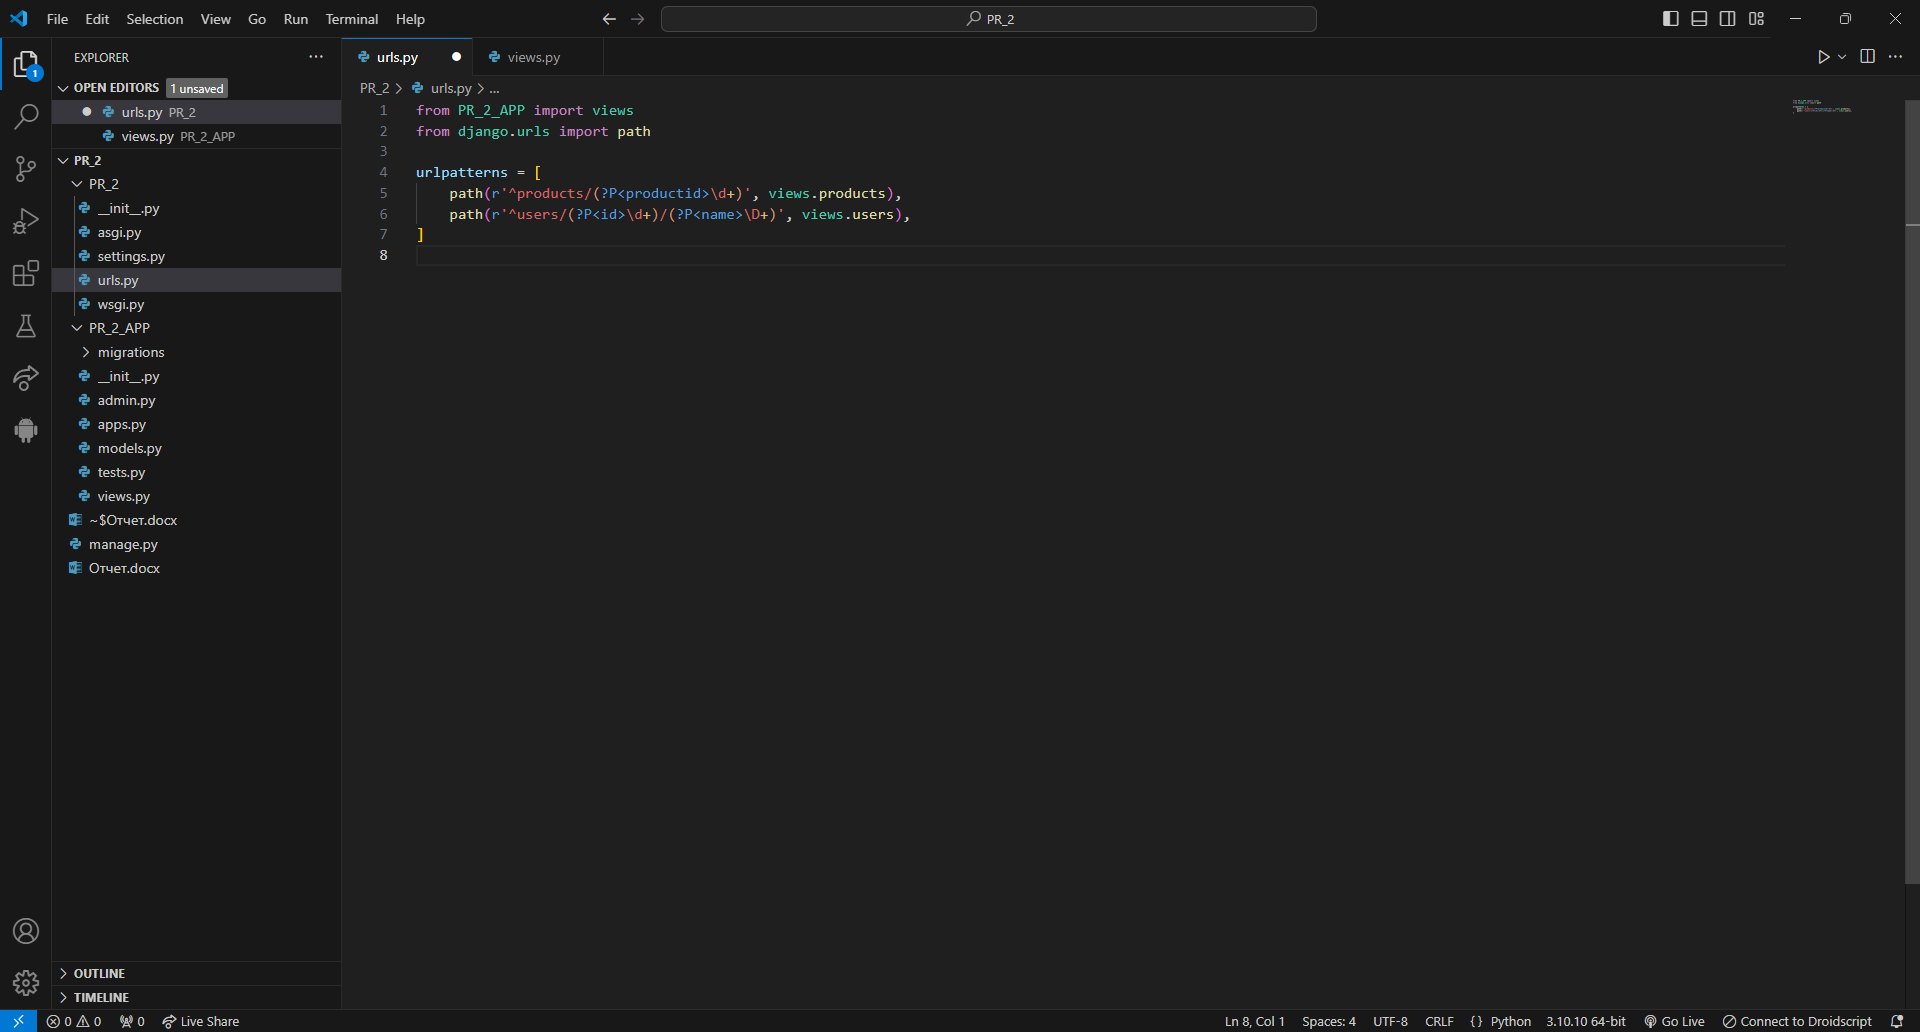 File Edit Selection View Go Run Terminal Help
PR_2
EXPLORER
OPEN EDITORS 1 unsaved
urls.py PR_2
views.py PR_2_APP
PR_2
PR_2
__init__.py
asgi.py
settings.py
urls.py
wsgi.py
PR_2_APP
migrations
__init__.py
admin.py
apps.py
models.py
tests.py
views.py
~$Отчет.docx
manage.py
Отчет.docx
OUTLINE
TIMELINE
1
urls.py
views.py
PR_2 > urls.py > ...
1 from PR_2_APP import views
2 from django.urls import path
3
4 urlpatterns = [
5 path(r'^products/(?P<productid>\d+)', views.products),
6 path(r'^users/(?P<id>\d+)/(?P<name>\D+)', views.users),
7 ]
8
0 0 0 Live Share
Ln 8, Col 1 Spaces: 4 UTF-8 CRLF {} Python 3.10.10 64-bit Go Live Connect to Droidscript